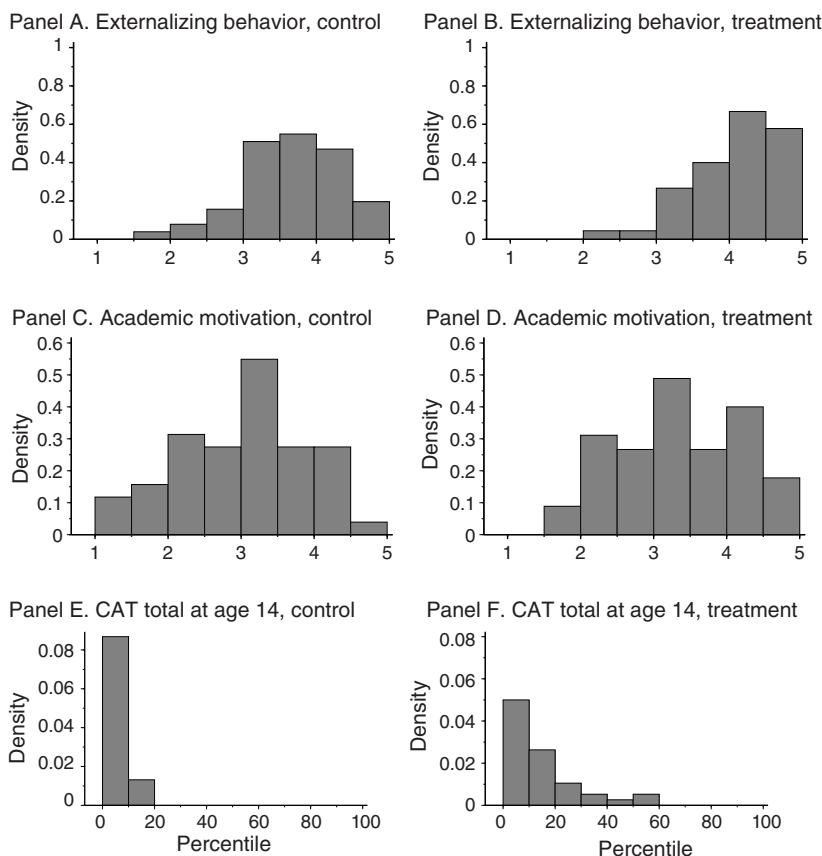 Panel A. Externalizing behavior, control
1
0.8
0.6
0.4
0.2
0
Density
1 2 3 4 5
Panel B. Externalizing behavior, treatment
1
0.8
0.6
0.4
0.2
0
Density
1 2 3 4 5
Panel C. Academic motivation, control
0.6
0.5
0.4
0.3
0.2
0.1
0
Density
1 2 3 4 5
Panel D. Academic motivation, treatment
0.6
0.5
0.4
0.3
0.2
0.1
0
Density
1 2 3 4 5
Panel E. CAT total at age 14, control
0.08
0.06
0.04
0.02
0
Density
0 20 40 60 80 100
Percentile
Panel F. CAT total at age 14, treatment
0.08
0.06
0.04
0.02
0
Density
0 20 40 60 80 100
Percentile